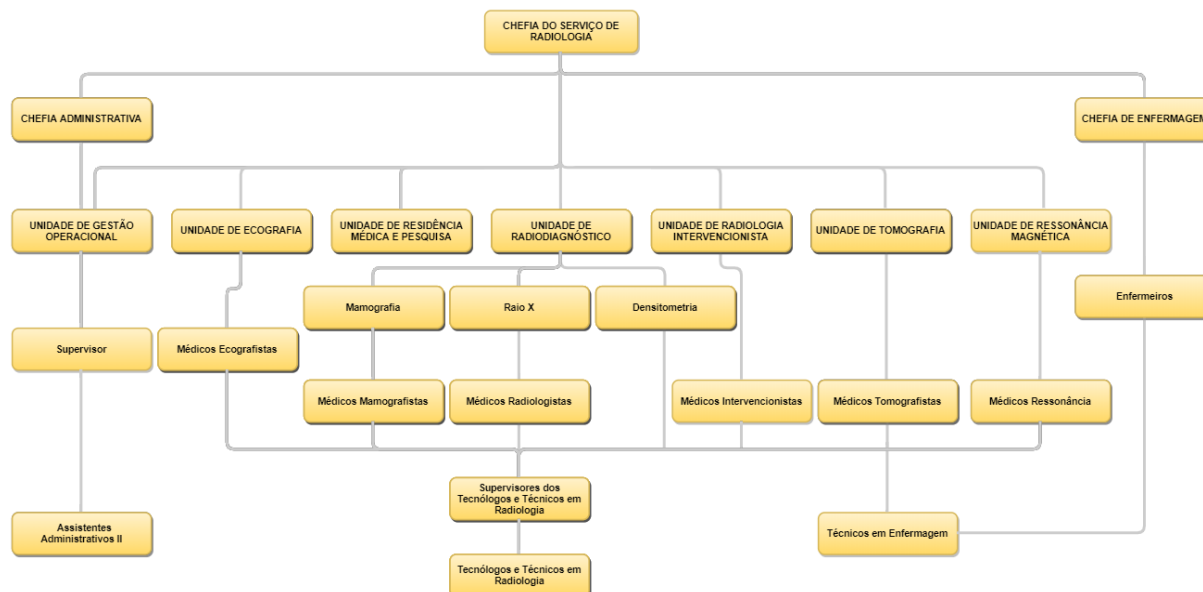 CHEFIA DO SERVIÇO DE
RADIOLOGIA
CHEFIA ADMINISTRATIVA
CHEFIA DE ENFERMAGEM
UNIDADE DE GESTÃO
OPERACIONAL
UNIDADE DE ECOGRAFIA
UNIDADE DE RESIDÊNCIA
MÉDICA E PESQUISA
UNIDADE DE
RADIODIAGNÓSTICO
UNIDADE DE RADIOLOGIA
INTERVENCIONISTA
UNIDADE DE TOMOGRAFIA
UNIDADE DE RESSONÂNCIA
MAGNÉTICA
Mamografia
Raio X
Densitometria
Enfermeiros
Supervisor
Médicos Ecografistas
Médicos Mamografistas
Médicos Radiologistas
Médicos Intervencionistas
Médicos Tomografistas
Médicos Ressonância
Supervisores dos
Tecnólogos e Técnicos em
Radiologia
Assistentes
Administrativos II
Técnicos em Enfermagem
Tecnólogos e Técnicos em
Radiologia